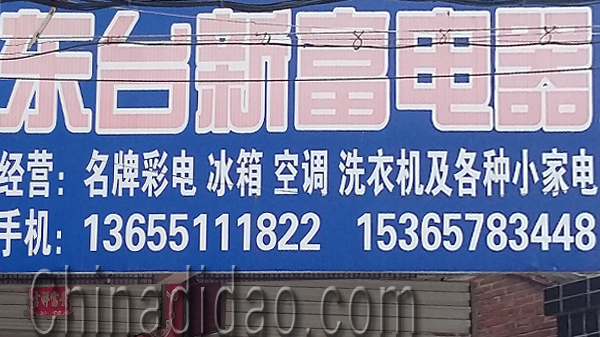 东台新富电器
经营：名牌彩电 冰箱 空调 洗衣机及各种小家电
手机：13655111822 15365783448
Chinadidao.com